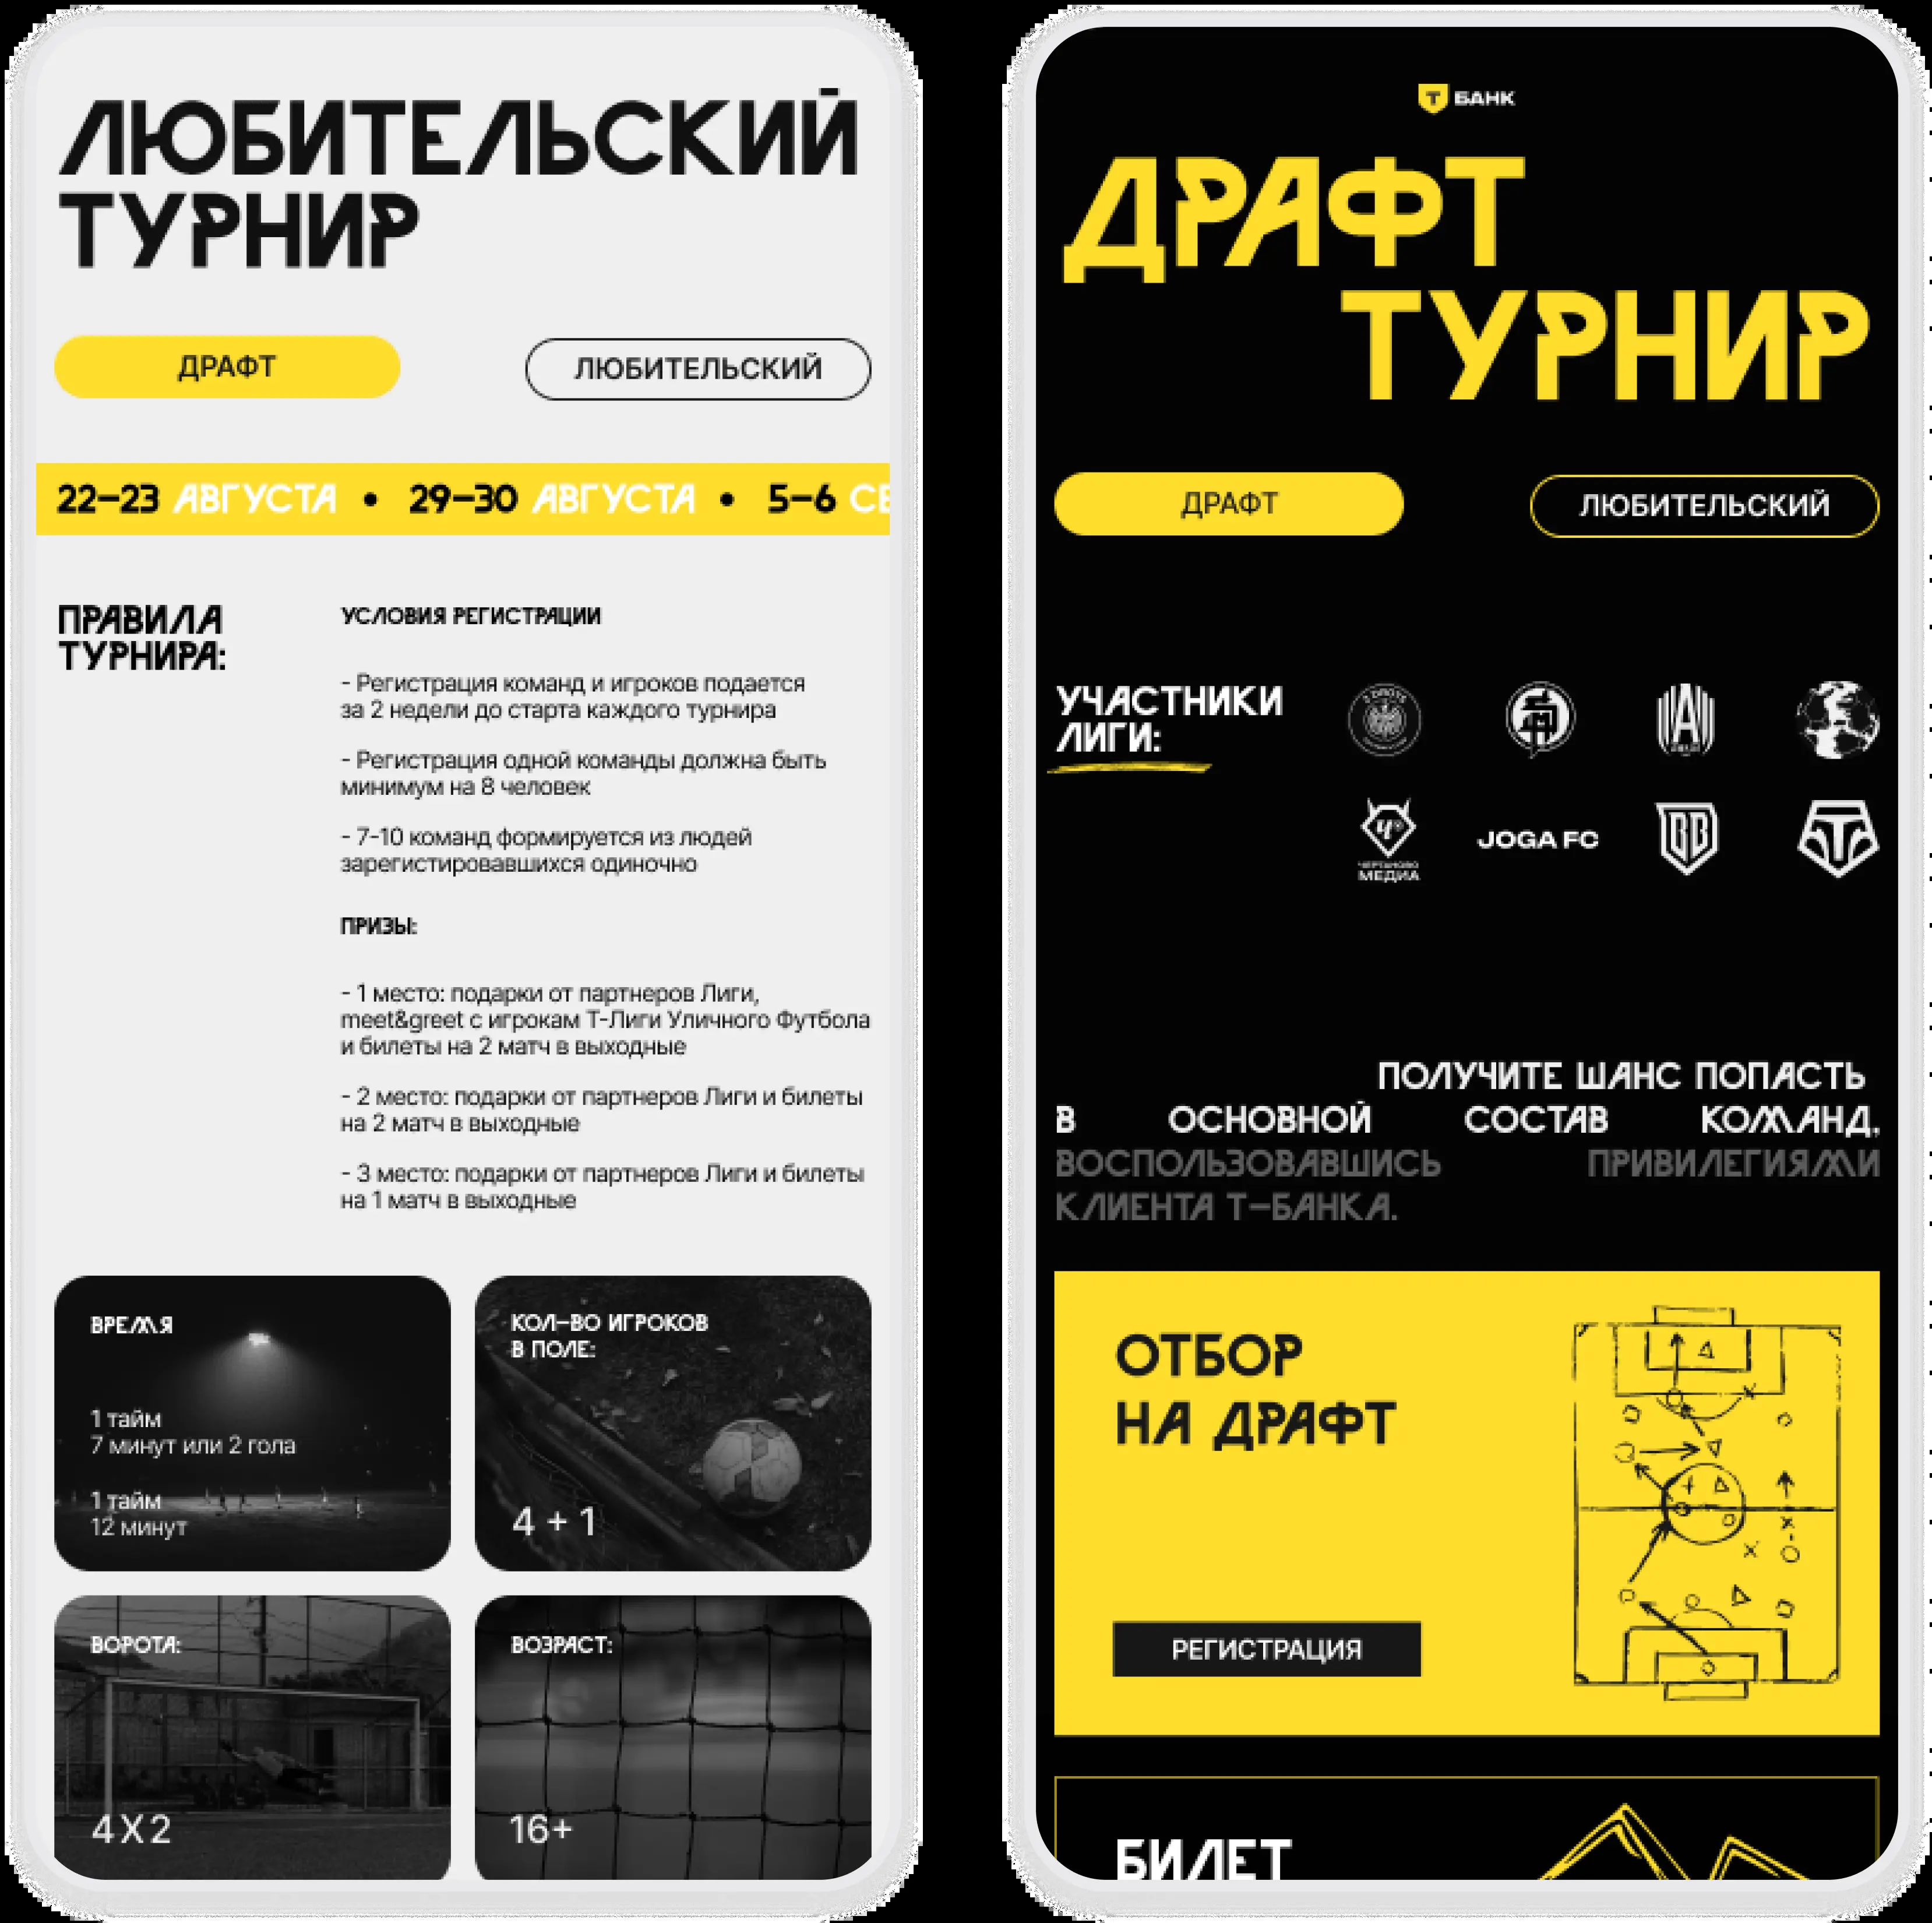 ЛЮБИТЕЛЬСКИЙ
ТУРНИР
ДРАФТ
ЛЮБИТЕЛЬСКИЙ
22–23 АВГУСТА • 29–30 АВГУСТА • 5–6 СЕ
ПРАВИЛА
ТУРНИРА:
УСЛОВИЯ РЕГИСТРАЦИИ
- Регистрация команд и игроков подается
за 2 недели до старта каждого турнира
- Регистрация одной команды должна быть
минимум на 8 человек
- 7-10 команд формируется из людей
зарегистировавшихся одиночно
ПРИЗЫ:
- 1 место: подарки от партнеров Лиги,
meet&greet с игрокам Т-Лиги Уличного Футбола
и билеты на 2 матч в выходные
- 2 место: подарки от партнеров Лиги и билеты
на 2 матч в выходные
- 3 место: подарки от партнеров Лиги и билеты
на 1 матч в выходные
ВРЕМЯ
1 тайм
7 минут или 2 гола
1 тайм
12 минут
КОЛ–ВО ИГРОКОВ
В ПОЛЕ:
4 + 1
ВОРОТА:
4X2
ВОЗРАСТ:
16+
Т БАНК
ДРАФТ
ТУРНИР
ДРАФТ
ЛЮБИТЕЛЬСКИЙ
УЧАСТНИКИ
ЛИГИ:
ЧЕРТАНОВО
МЕДИА
JOGA FC
ПОЛУЧИТЕ ШАНС ПОПАСТЬ
В ОСНОВНОЙ СОСТАВ КОМАНД,
ВОСПОЛЬЗОВАВШИСЬ ПРИВИЛЕГИЯМИ
КЛИЕНТА Т–БАНКА.
ОТБОР
НА ДРАФТ
РЕГИСТРАЦИЯ
БИЛЕТ